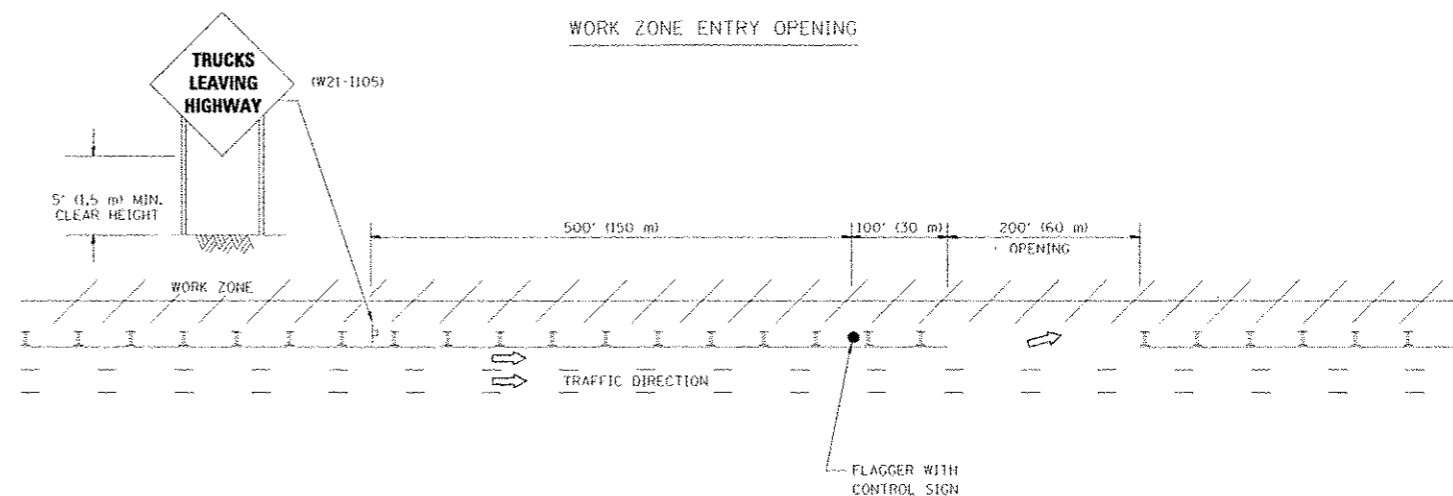 WORK ZONE ENTRY OPENING
TRUCKS
LEAVING
HIGHWAY
(W21-I105)
5' (1.5 m) MIN.
CLEAR HEIGHT
500' (150 m)
100' (30 m)
200' (60 m)
OPENING
WORK ZONE
TRAFFIC DIRECTION
FLAGGER WITH
CONTROL SIGN